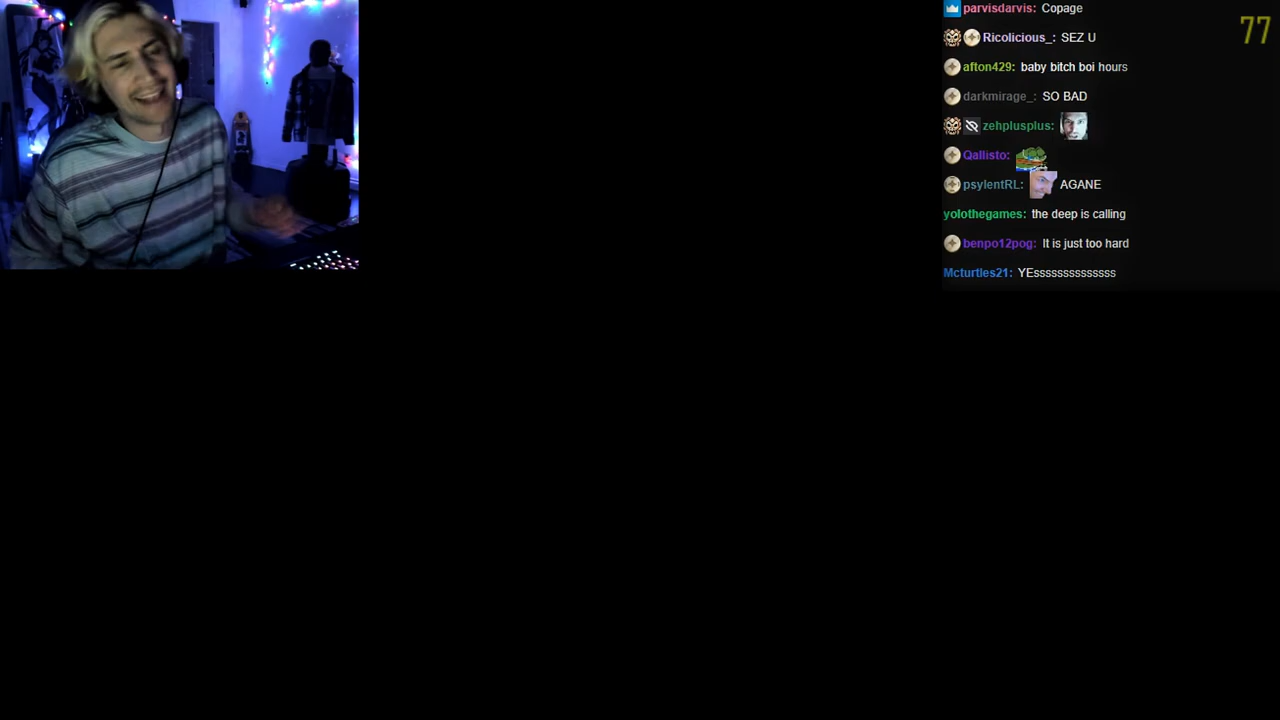 parvisdarvis: Copage
77
Ricolicious_: SEZ U
afton429: baby bitch boi hours
darkmirage_: SO BAD
zehplusplus:
Qallisto:
psylentRL: AGANE
yolothegames: the deep is calling
benpo12pog: It is just too hard
Mcturtles21: YEssssssssssssss